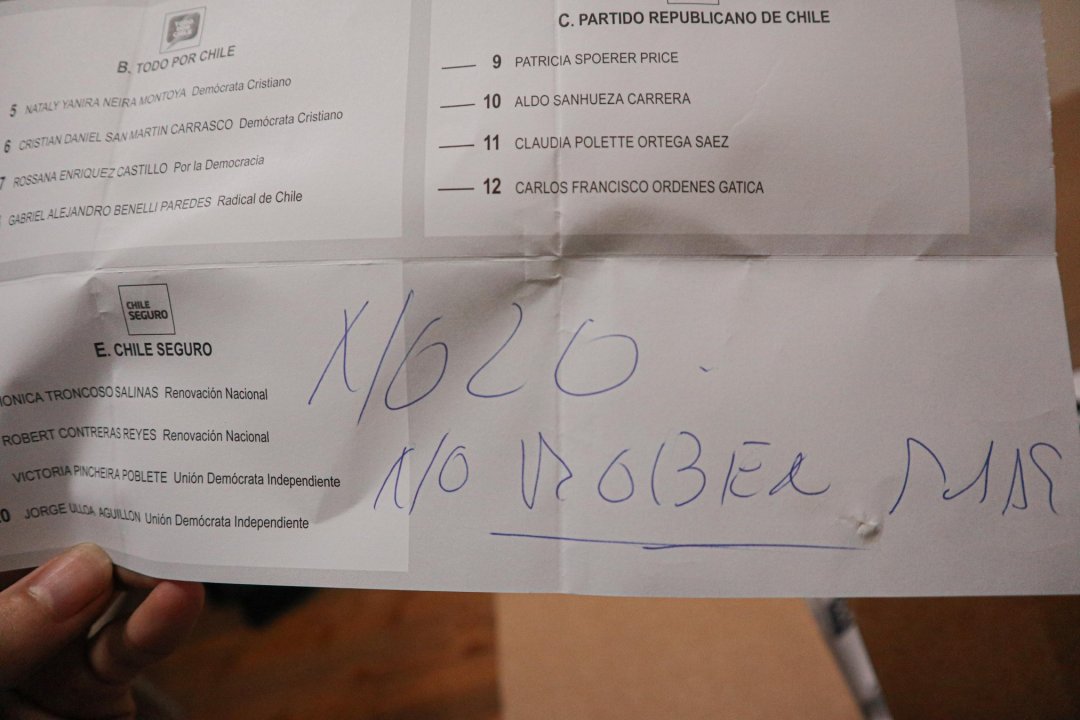 B. TODO POR CHILE
5 NATALY YANIRA NEIRA MONTOYA Demócrata Cristiano
6 CRISTIAN DANIEL SAN MARTIN CARRASCO Demócrata Cristiano
7 ROSSANA ENRIQUEZ CASTILLO Por la Democracia
GABRIEL ALEJANDRO BENELLI PAREDES Radical de Chile
C. PARTIDO REPUBLICANO DE CHILE
9 PATRICIA SPOERER PRICE
10 ALDO SANHUEZA CARRERA
11 CLAUDIA POLETTE ORTEGA SAEZ
12 CARLOS FRANCISCO ORDENES GATICA
CHILE
SEGURO
E. CHILE SEGURO
ONICA TRONCOSO SALINAS Renovación Nacional
ROBERT CONTRERAS REYES Renovación Nacional
VICTORIA PINCHEIRA POBLETE Unión Demócrata Independiente
0 JORGE ULLOA AGUILLON Unión Demócrata Independiente
NO ROBEN MAS